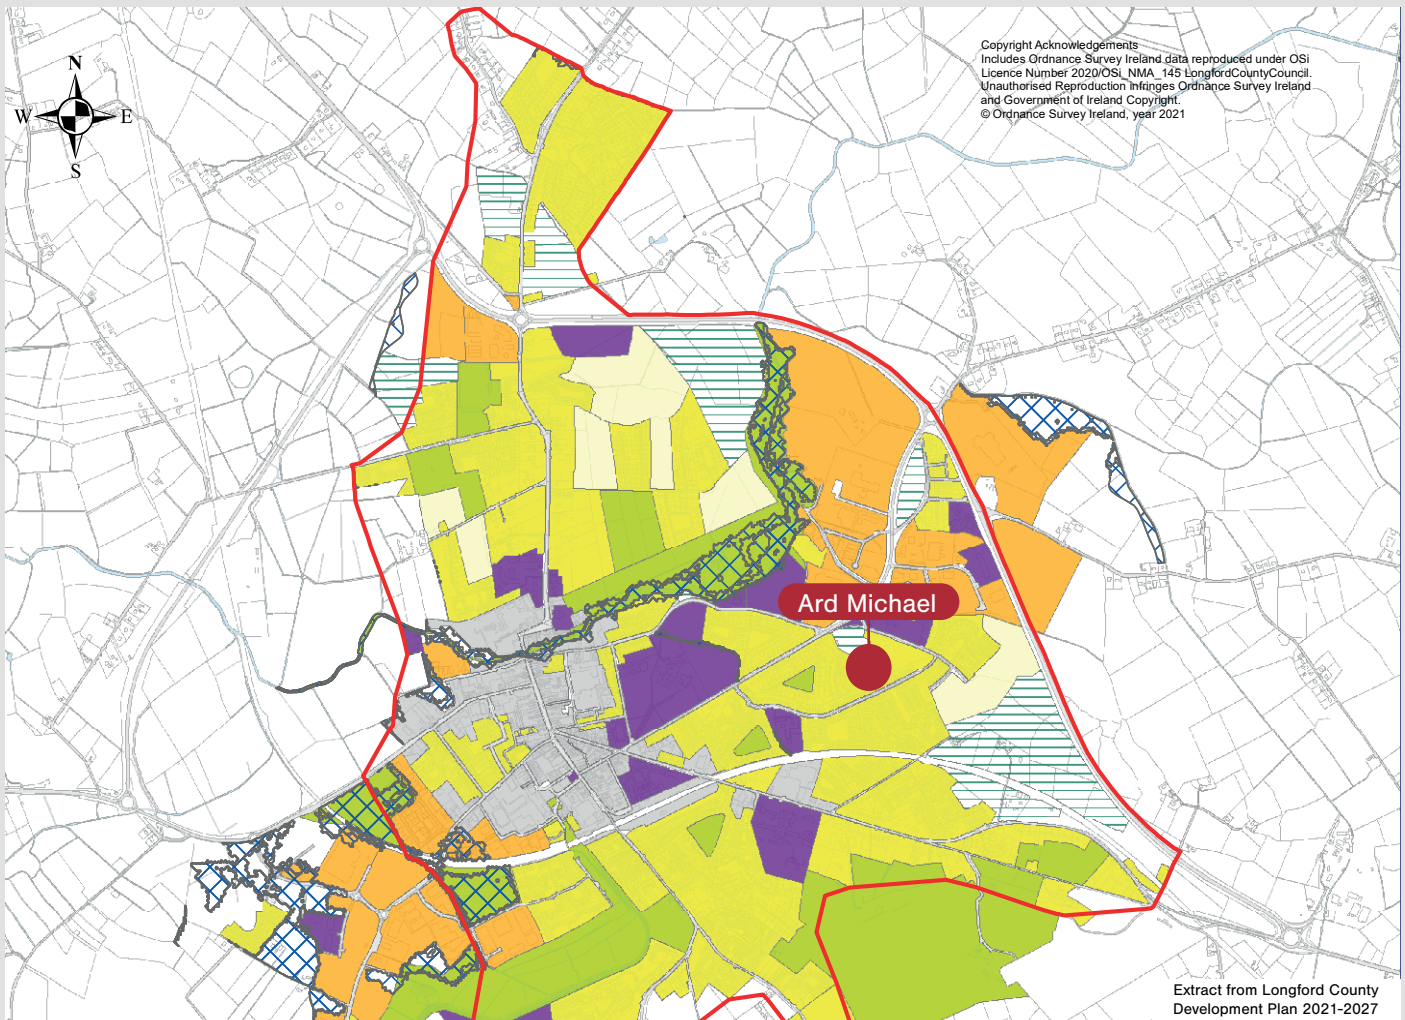 Copyright Acknowledgements
Includes Ordnance Survey Ireland data reproduced under OSi
Licence Number 2020/OSi_NMA_145 LongfordCountyCouncil.
Unauthorised Reproduction infringes Ordnance Survey Ireland
and Government of Ireland Copyright.
© Ordnance Survey Ireland, year 2021
N
W E
S
Ard Michael
Extract from Longford County
Development Plan 2021-2027